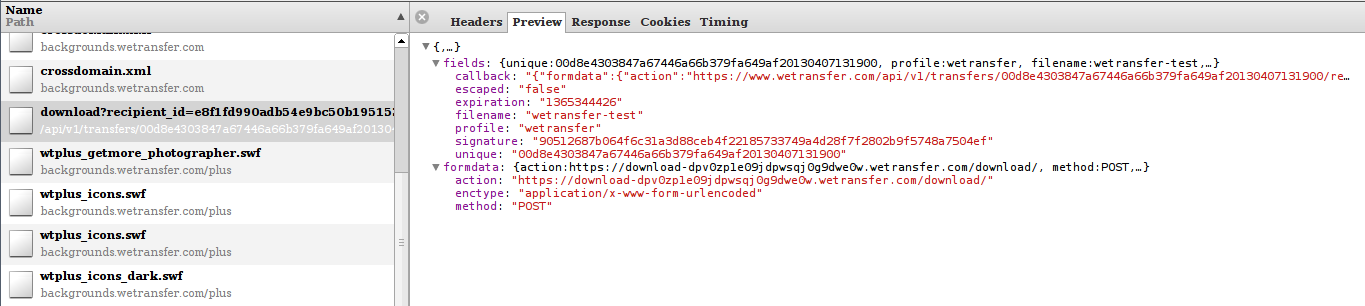 Name
Path
backgrounds.wetransfer.com
crossdomain.xml
backgrounds.wetransfer.com
download?recipient_id=e8f1fd990adb54e9bc50b195153
/api/v1/transfers/00d8e4303847a67446a66b379fa649af20130-
wtplus_getmore_photographer.swf
backgrounds.wetransfer.com/plus
wtplus_icons.swf
backgrounds.wetransfer.com/plus
wtplus_icons.swf
backgrounds.wetransfer.com/plus
wtplus_icons_dark.swf
backgrounds.wetransfer.com/plus
Headers Preview Response Cookies Timing
▼{,…}
▼fields: {unique:00d8e4303847a67446a66b379fa649af20130407131900, profile:wetransfer, filename:wetransfer-test,…}
callback: "{"formdata":{"action":"https://www.wetransfer.com/api/v1/transfers/00d8e4303847a67446a66b379fa649af20130407131900/re…
escaped: "false"
expiration: "1365344426"
filename: "wetransfer-test"
profile: "wetransfer"
signature: "90512687b064f6c31a3d88ceb4f22185733749a4d28f7f2802b9f5748a7504ef"
unique: "00d8e4303847a67446a66b379fa649af20130407131900"
▼formdata: {action:https://download-dpv0zp1e09jdpwsqj0g9dwe0w.wetransfer.com/download/, method:POST,…}
action: "https://download-dpv0zp1e09jdpwsqj0g9dwe0w.wetransfer.com/download/"
enctype: "application/x-www-form-urlencoded"
method: "POST"